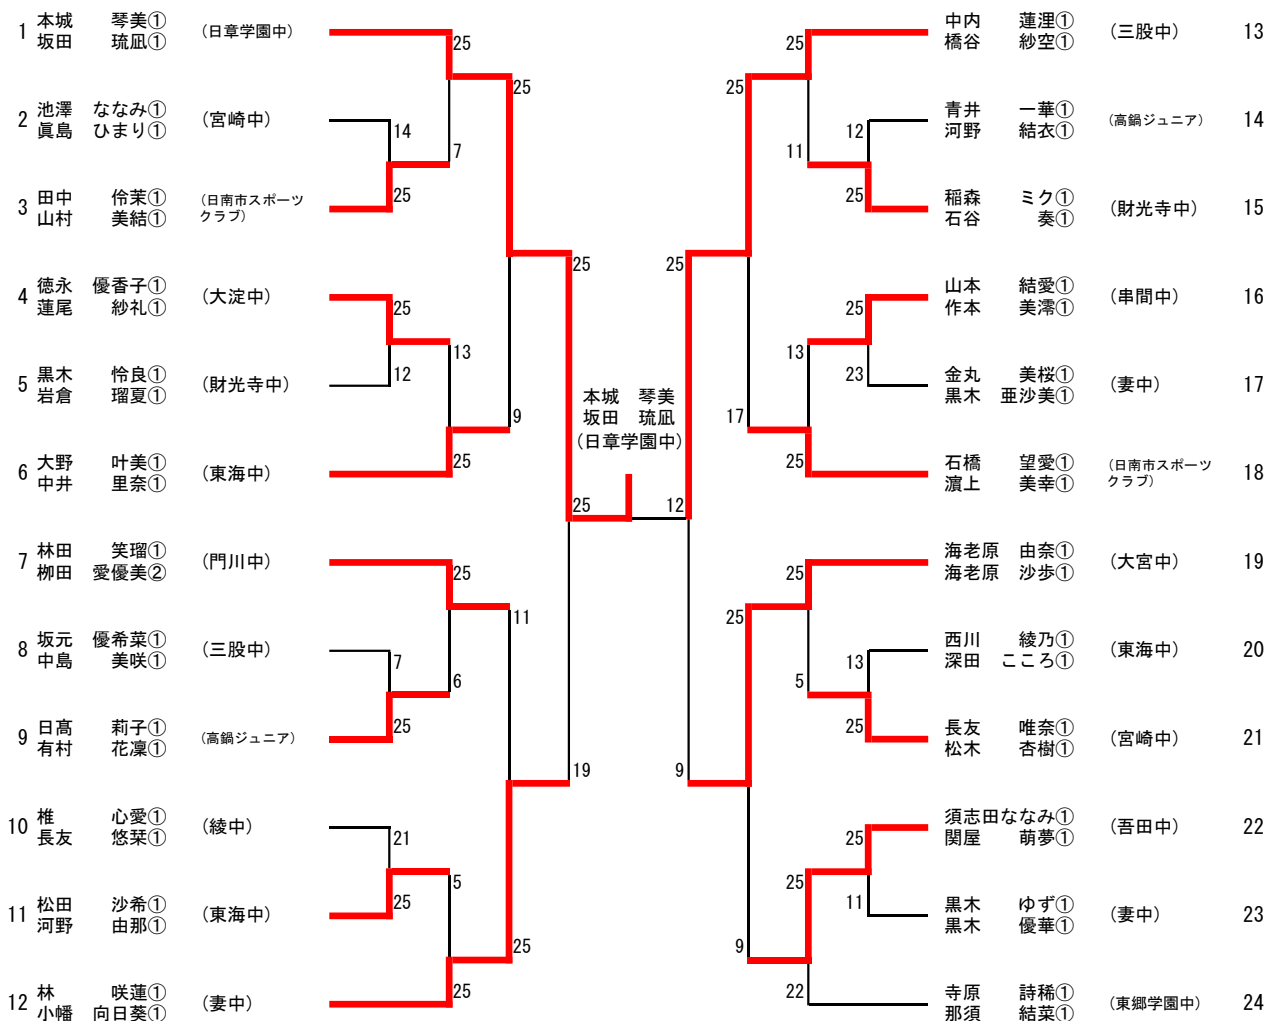 1 本城 琴美① (日章学園中)
坂田 琉凪①
25
25
2 池澤 ななみ① (宮崎中)
眞島 ひまり①
14
7
25
3 田中 伶茉① (日南市スポーツ
山村 美結① クラブ)
25
4 徳永 優香子① (大淀中)
蓮尾 紗礼①
25
13
12
5 黒木 怜良① (財光寺中)
岩倉 瑠夏①
9
25
6 大野 叶美① (東海中)
中井 里奈①
25
7 林田 笑瑠① (門川中)
栁田 愛優美②
25
11
8 坂元 優希菜① (三股中)
中島 美咲①
7
6
25
9 日髙 莉子① (高鍋ジュニア)
有村 花凜①
19
10 椎 心愛① (綾中)
長友 悠栞①
21
5
25
11 松田 沙希① (東海中)
河野 由那①
25
25
12 林 咲蓮① (妻中)
小幡 向日葵①
本城 琴美
坂田 琉凪
(日章学園中)
中内 蓮浬① (三股中) 13
橋谷 紗空①
25
25
青井 一華① (高鍋ジュニア) 14
河野 結衣①
12
11
25
稲森 ミク① (財光寺中) 15
石谷 奏①
25
山本 結愛① (串間中) 16
作本 美澪①
25
13
23
金丸 美桜① (妻中) 17
黒木 亜沙美①
17
25
石橋 望愛① (日南市スポーツ 18
濵上 美幸① クラブ)
12
海老原 由奈① (大宮中) 19
海老原 沙歩①
25
25
西川 綾乃① (東海中) 20
深田 こころ①
13
5
25
長友 唯奈① (宮崎中) 21
松木 杏樹①
9
須志田ななみ① (吾田中) 22
関屋 萌夢①
25
25
11
黒木 ゆず① (妻中) 23
黒木 優華①
9
22
寺原 詩稀① (東郷学園中) 24
那須 結菜①